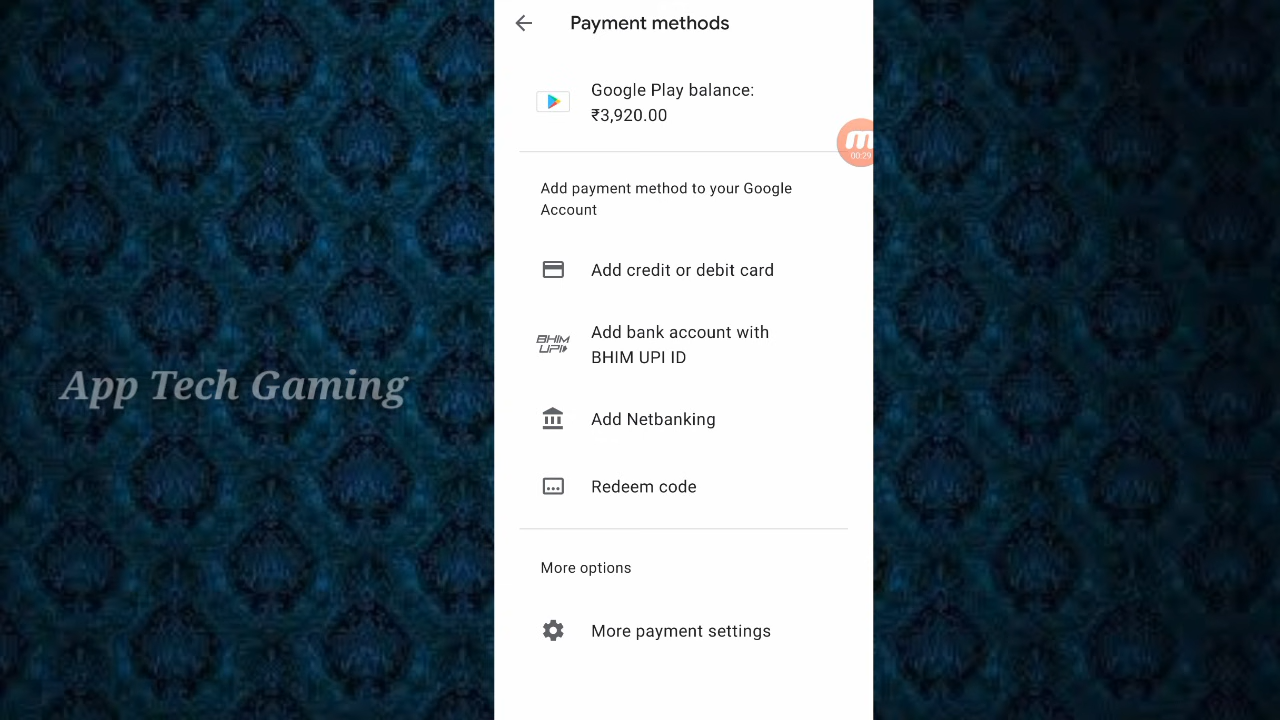 Payment methods
Google Play balance:
₹3,920.00
00:29
Add payment method to your Google
Account
Add credit or debit card
BHIM
UPI
Add bank account with
BHIM UPI ID
App Tech Gaming
Add Netbanking
Redeem code
More options
More payment settings